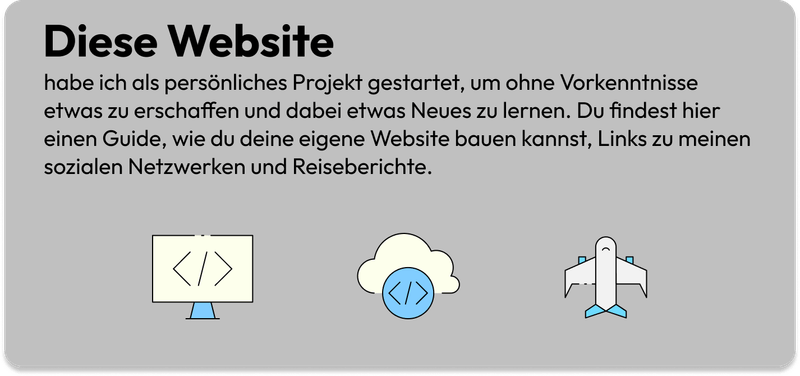 Diese Website
habe ich als persönliches Projekt gestartet, um ohne Vorkenntnisse
etwas zu erschaffen und dabei etwas Neues zu lernen. Du findest hier
einen Guide, wie du deine eigene Website bauen kannst, Links zu meinen
sozialen Netzwerken und Reiseberichte.